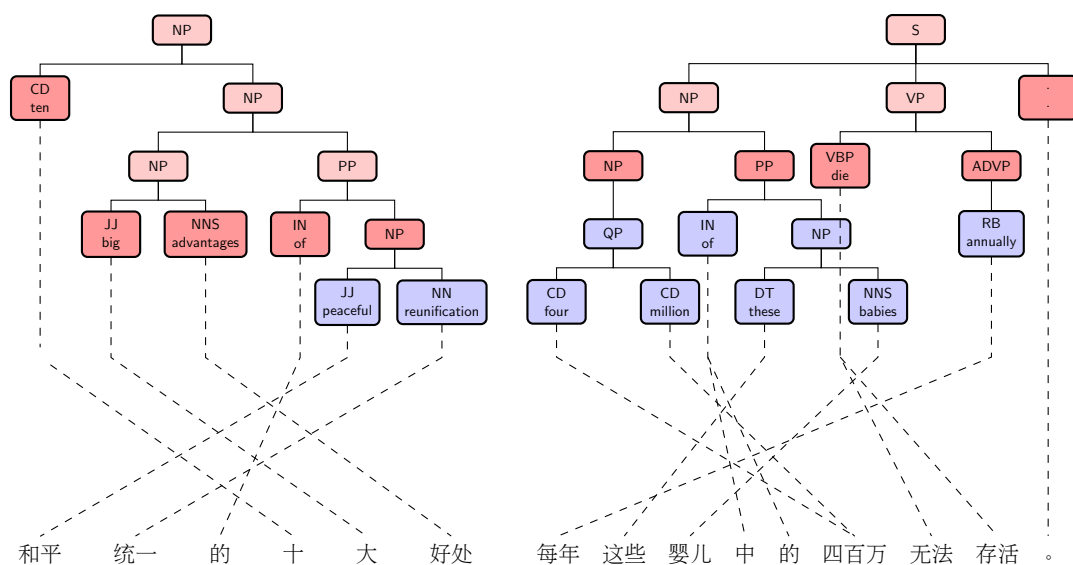 NP
CD
ten
NP
NP
PP
JJ
big
NNS
advantages
IN
of
NP
JJ
peaceful
NN
reunification
和平 统一 的 十 大 好处
S
NP
VP
.
.
NP
PP
VBP
die
ADVP
QP
IN
of
NP
RB
annually
CD
four
CD
million
DT
these
NNS
babies
每年 这些 婴儿 中 的 四百万 无法 存活 。